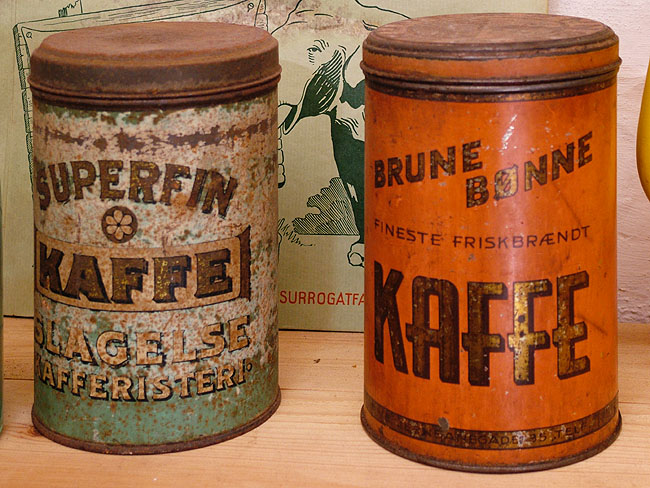 SUPERFIN
KAFFE
SLAGELSE
KAFFERISTERI
SURROGATFA
BRUNE
BØNNE
FINESTE FRISKBRÆNDT
KAFFE